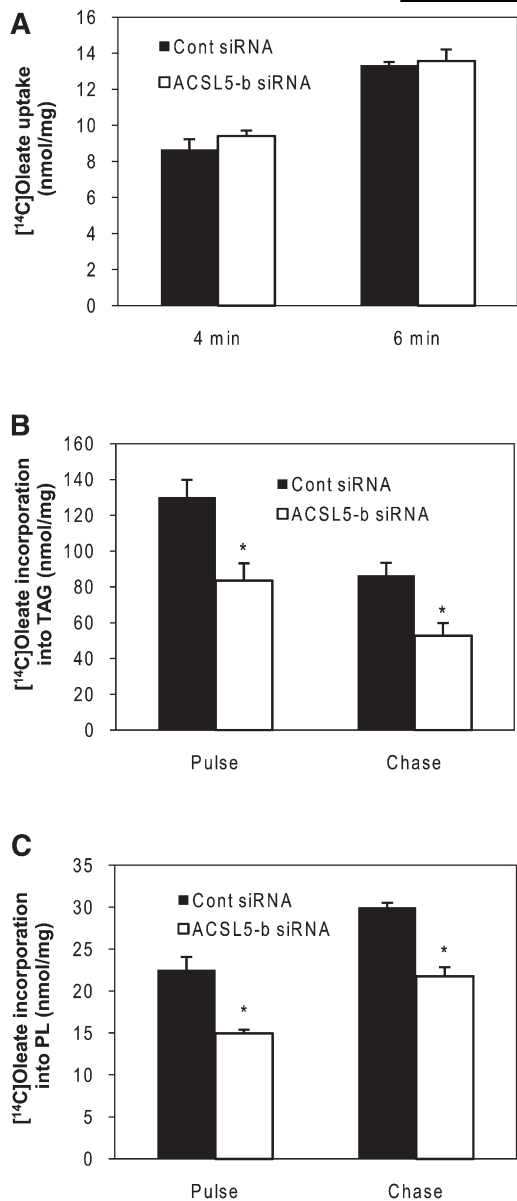 A
16
14
12
10
8
6
4
2
0
[¹⁴C]Oleate uptake
(nmol/mg)
Cont siRNA
ACSL5-b siRNA
4 min
6 min
B
160
140
120
100
80
60
40
20
0
[¹⁴C]Oleate incorporation
into TAG (nmol/mg)
Cont siRNA
ACSL5-b siRNA
*
*
Pulse
Chase
C
35
30
25
20
15
10
5
0
[¹⁴C]Oleate incorporation
into PL (nmol/mg)
Cont siRNA
ACSL5-b siRNA
*
*
Pulse
Chase